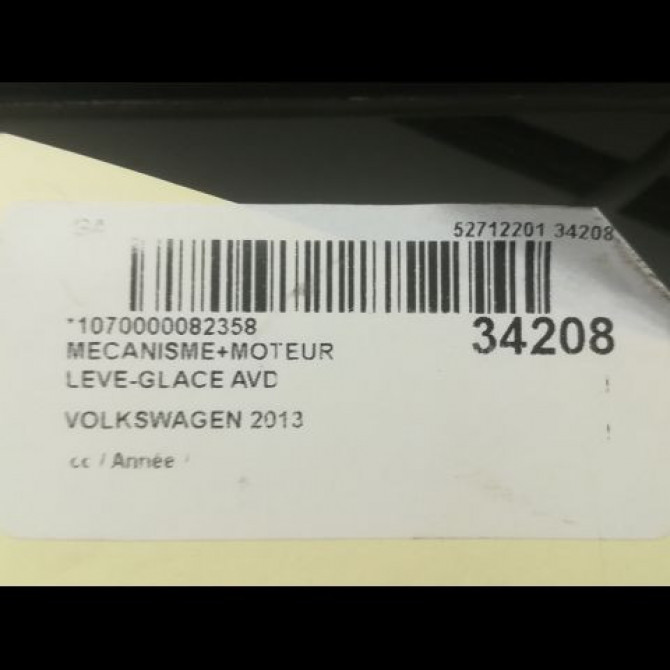 52712201 34208
*1070000082358
34208
MECANISME+MOTEUR
LEVE-GLACE AVD
VOLKSWAGEN 2013
cc / Année /